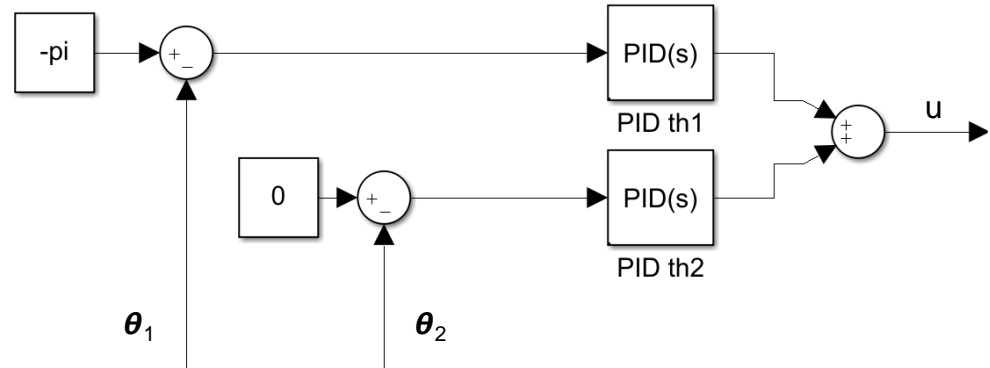 -pi
+
−
PID(s)
PID th1
u
+
+
0
+
−
PID(s)
PID th2
θ₁
θ₂